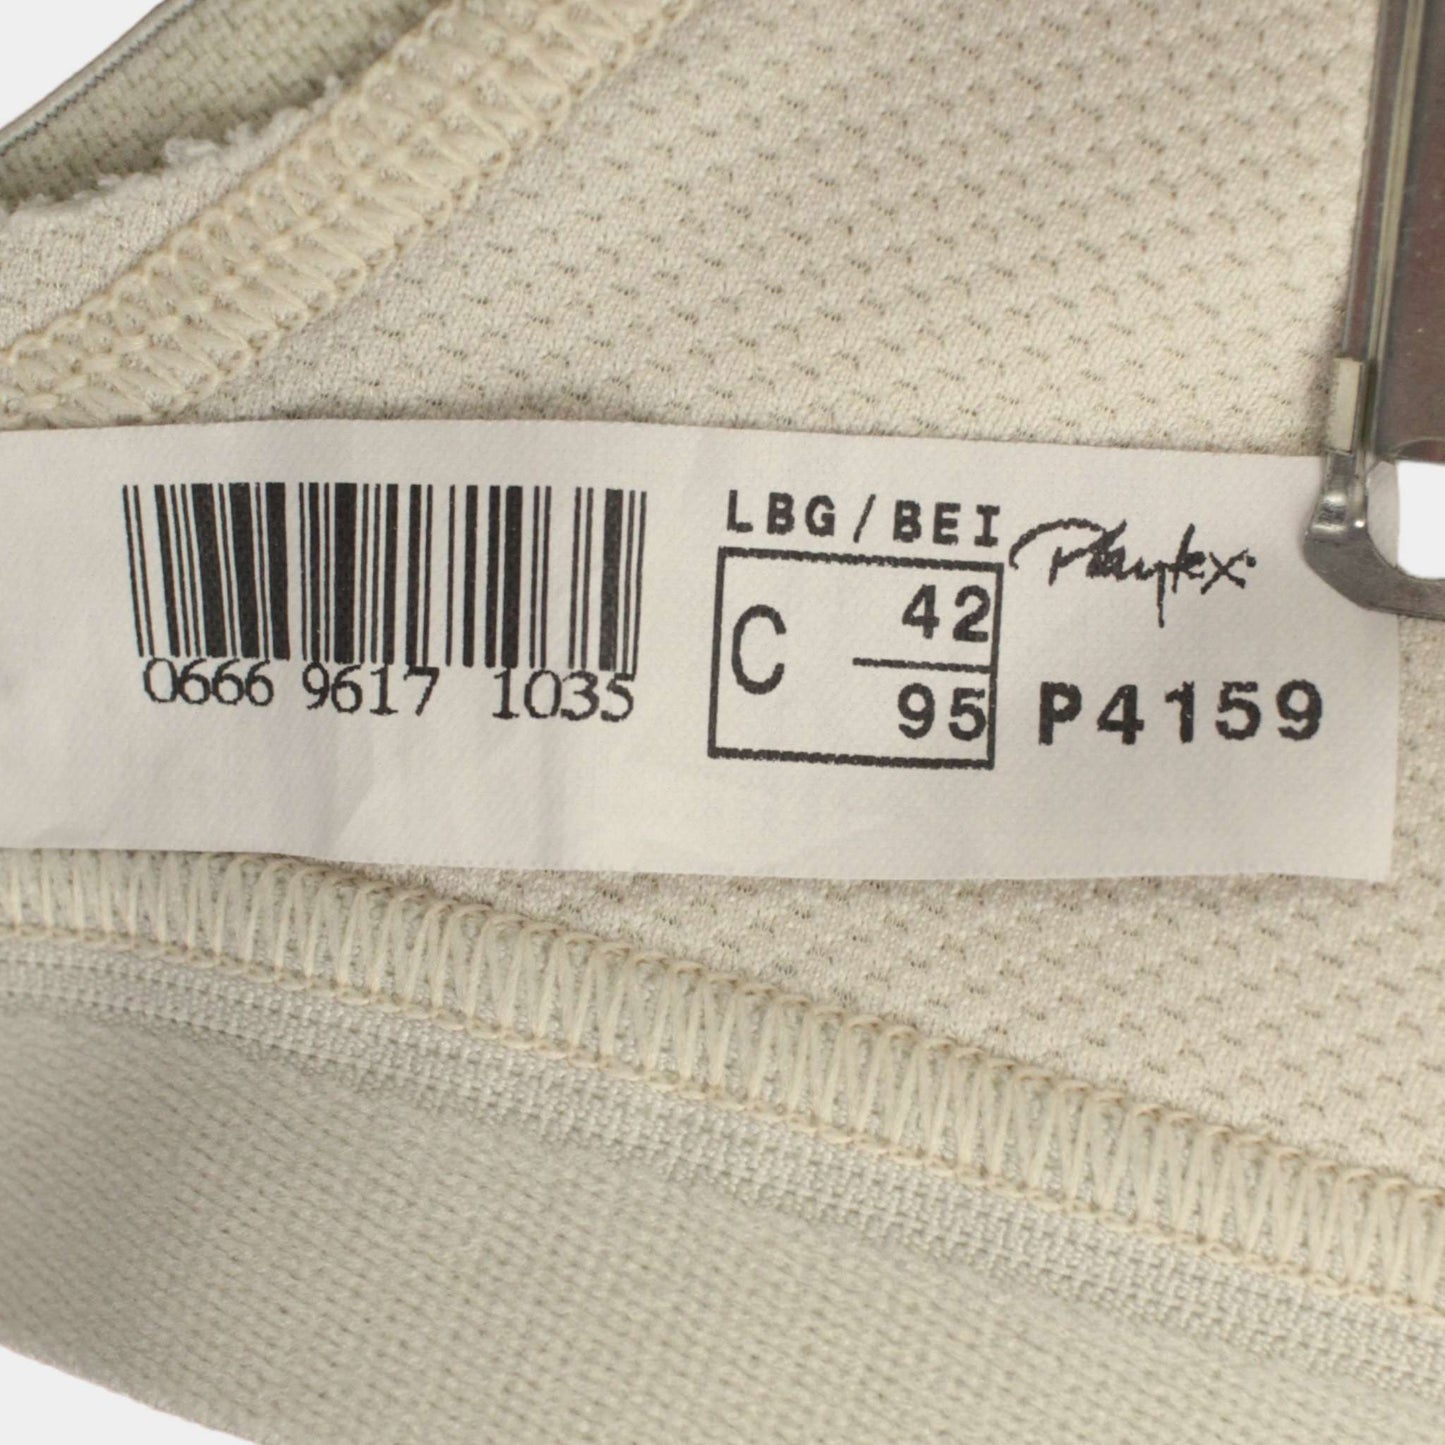 LBG/BEI
Playtex
C 42
95
P4159
0666 9617 1035